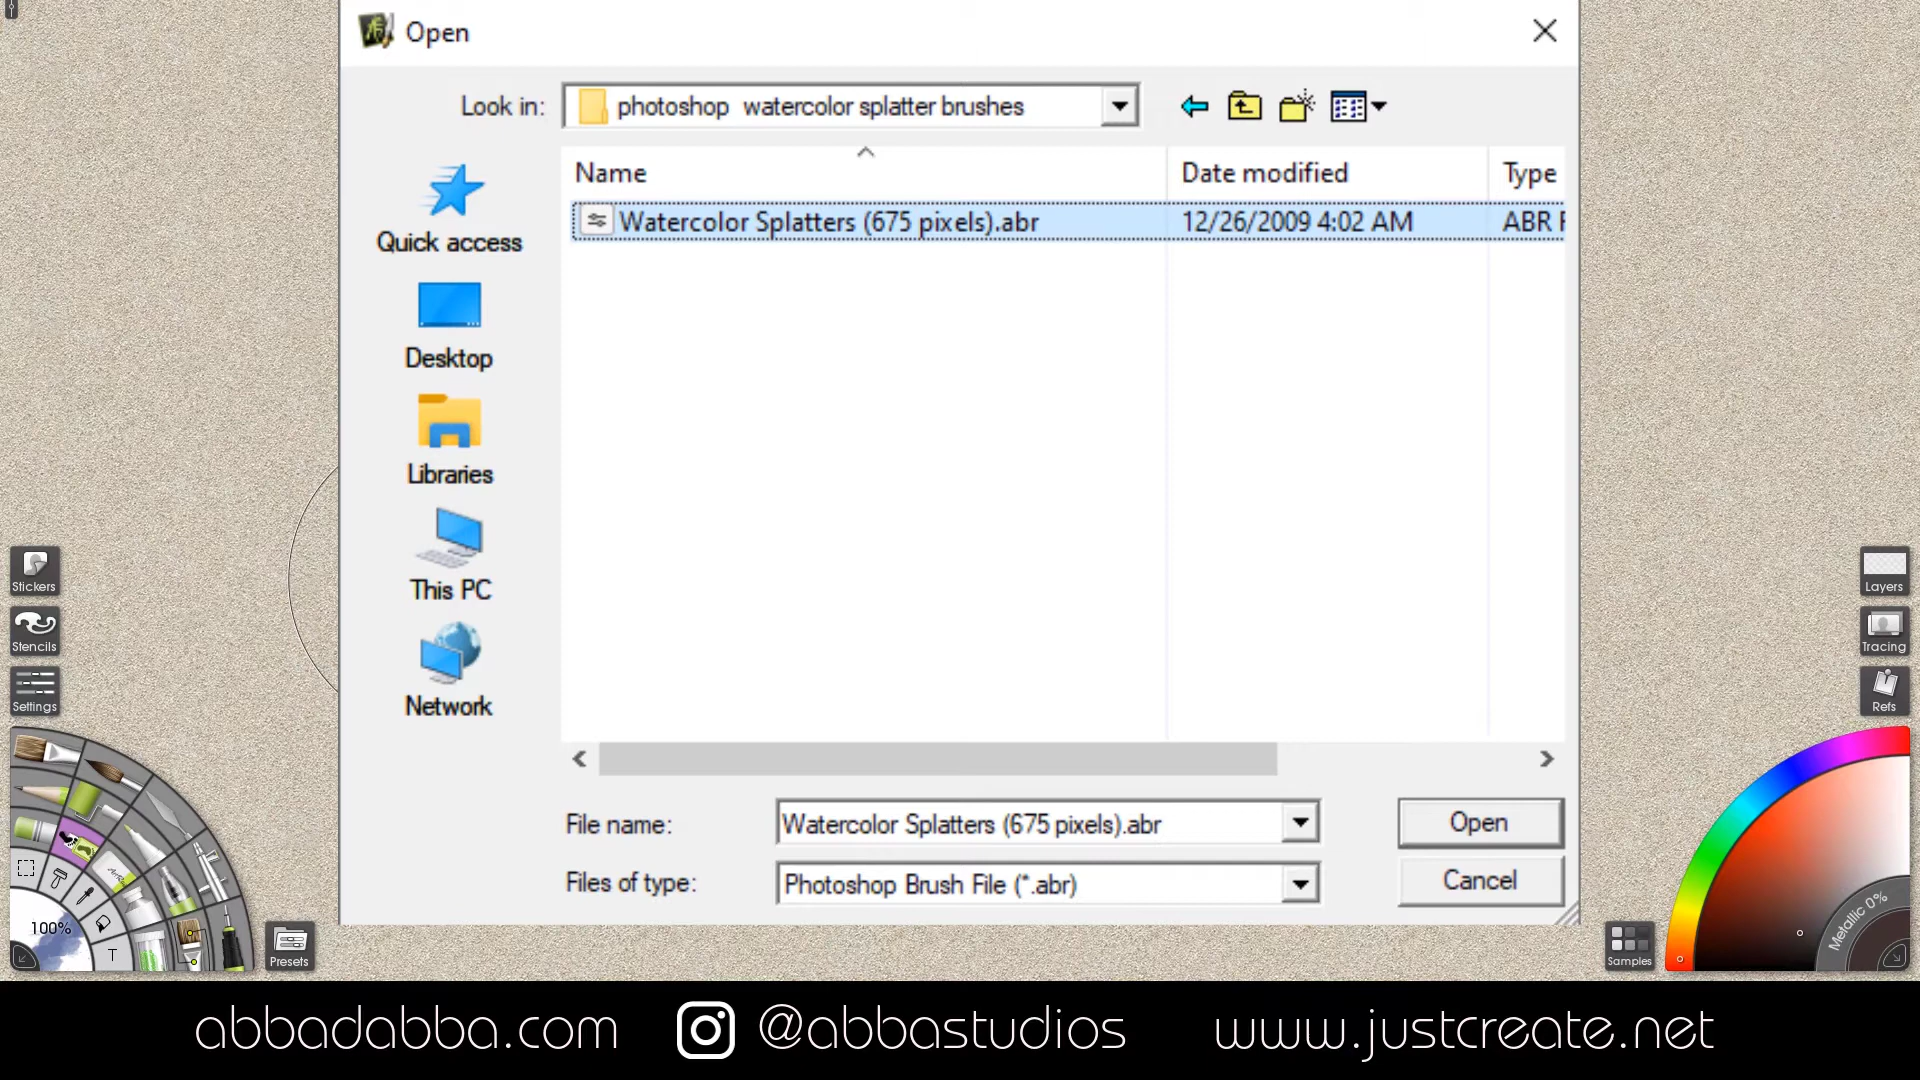 Open
Look in: photoshop  watercolor splatter brushes
Name Date modified Type
Watercolor Splatters (675 pixels).abr 12/26/2009 4:02 AM ABR F
Quick access
Desktop
Libraries
This PC
Network
File name: Watercolor Splatters (675 pixels).abr Open
Files of type: Photoshop Brush File (*.abr) Cancel
Stickers
Stencils
Settings
100%
T
Presets
Layers
Tracing
Refs
Metallic 0%
Samples
abbadabba.com @abbastudios www.justcreate.net